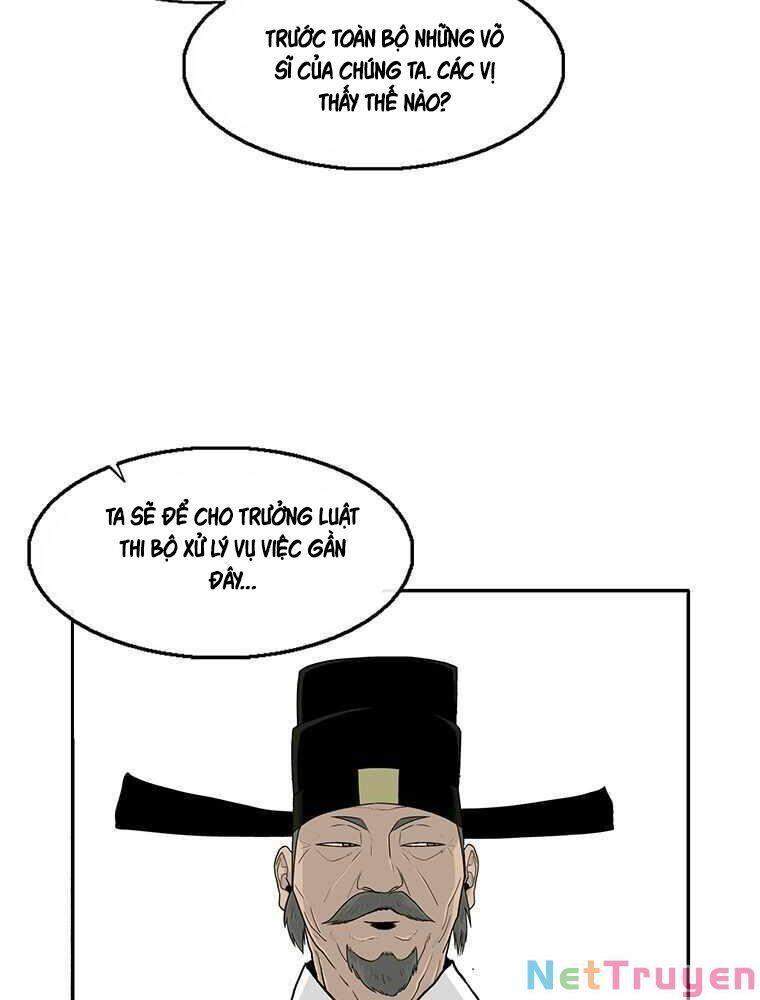 TRƯỚC TOÀN BỘ NHỮNG VÕ
SĨ CỦA CHÚNG TA. CÁC VỊ
THẤY THẾ NÀO?
TA SẼ ĐỂ CHO TRƯỞNG LUẬT
THI BỘ XỬ LÝ VỤ VIỆC GẦN
ĐÂY...
NetTruyen